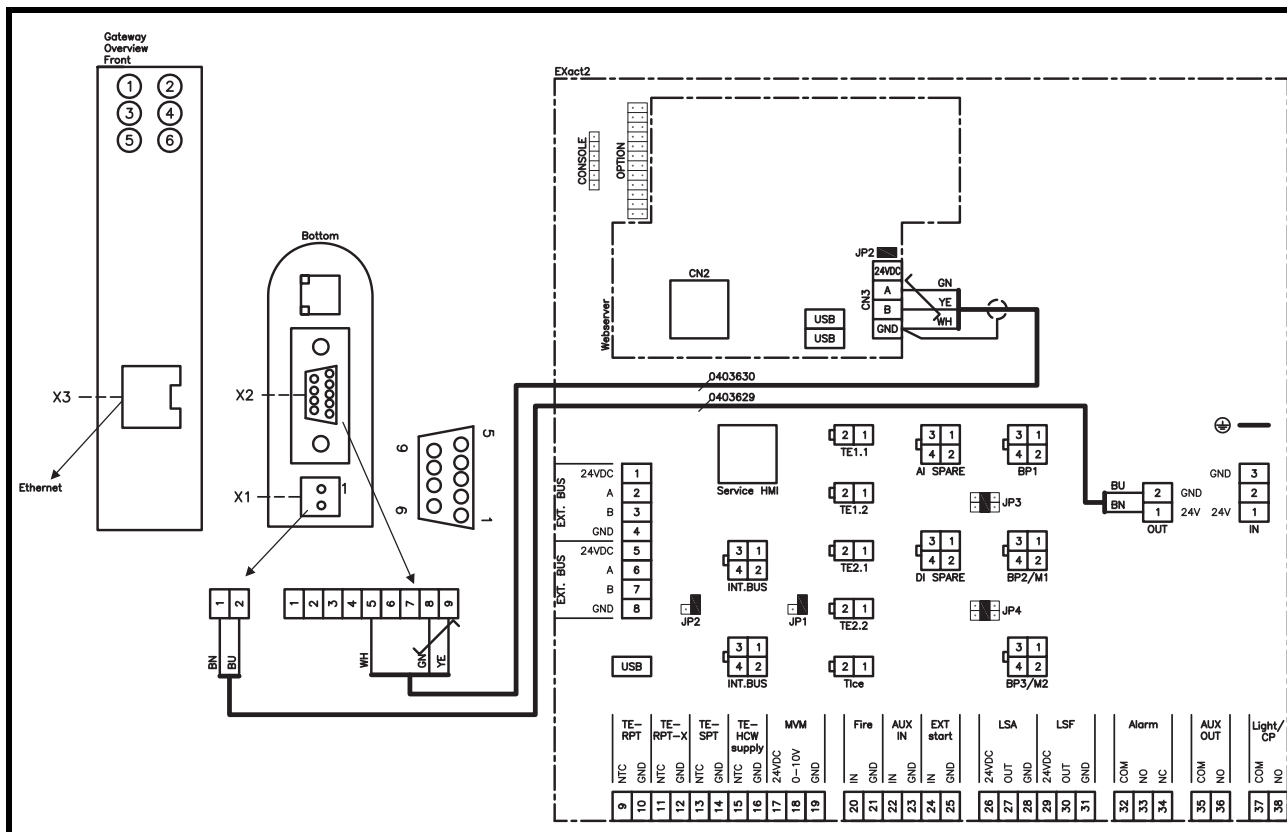 Gateway
Overview
Front
1 2
3 4
5 6
X3
Ethernet
Bottom
X2
X1
1
5
9
6
1
1 2
BN
BU
1 2 3 4 5 6 7 8 9
WH
GN
YE
EXact2
CONSOLE
OPTION
Webserver
CN2
USB
USB
JP2
CN3
24VDC
A
B
GND
GN
YE
WH
0403630
0403629
EXT. BUS
24VDC 1
A 2
B 3
GND 4
EXT. BUS
24VDC 5
A 6
B 7
GND 8
Service HMI
3 1
4 2
INT.BUS
JP2
JP1
USB
3 1
4 2
INT.BUS
2 1
TE1.1
2 1
TE1.2
2 1
TE2.1
2 1
TE2.2
2 1
TIce
3 1
4 2
AI SPARE
3 1
4 2
DI SPARE
3 1
4 2
BP1
JP3
3 1
4 2
BP2/M1
JP4
3 1
4 2
BP3/M2
BU
BN
2 GND
1 24V
OUT
GND 3
2
24V 1
IN
TE-
RPT
TE-
RPT-X
TE-
SPT
TE-
HCW
supply
MVM
Fire
AUX
IN
EXT
start
LSA
LSF
Alarm
AUX
OUT
Light/
CP
NTC GND NTC GND NTC GND NTC GND 24VDC 0-10V GND
IN GND IN GND IN GND
24VDC OUT GND 24VDC OUT GND
COM NO NC
COM NO
COM NO
9 10 11 12 13 14 15 16 17 18 19
20 21 22 23 24 25
26 27 28 29 30 31
32 33 34
35 36
37 38